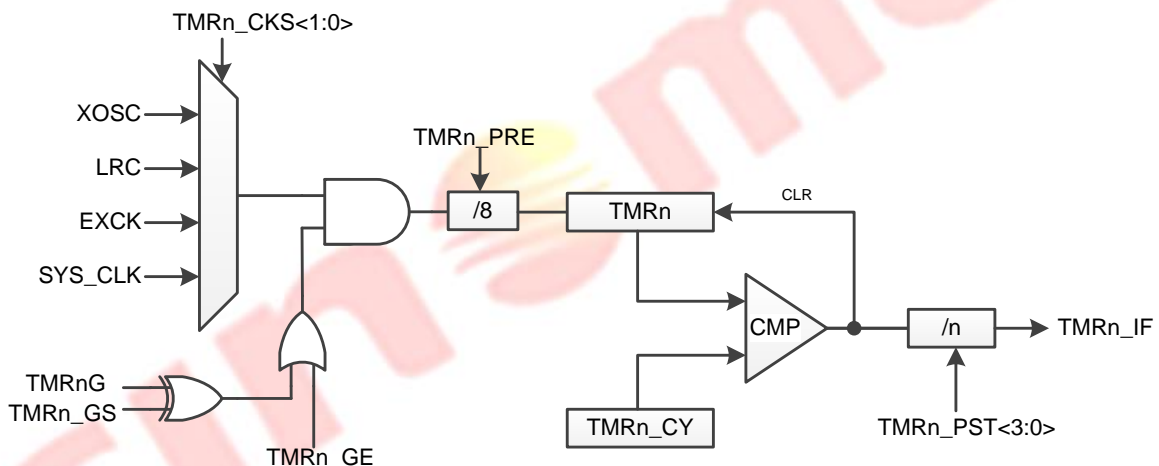 TMRn_CKS<1:0>
XOSC
LRC
EXCK
SYS_CLK
TMRn_PRE
/8
TMRn
CLR
CMP
/n
TMRn_IF
TMRnG
TMRn_GS
TMRn_GE
TMRn_CY
TMRn_PST<3:0>